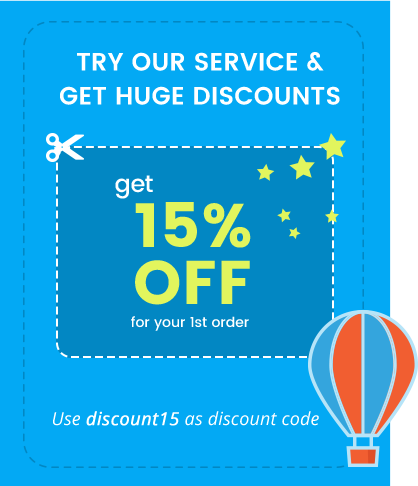 TRY OUR SERVICE &
GET HUGE DISCOUNTS
get
15%
OFF
for your 1st order
Use discount15 as discount code